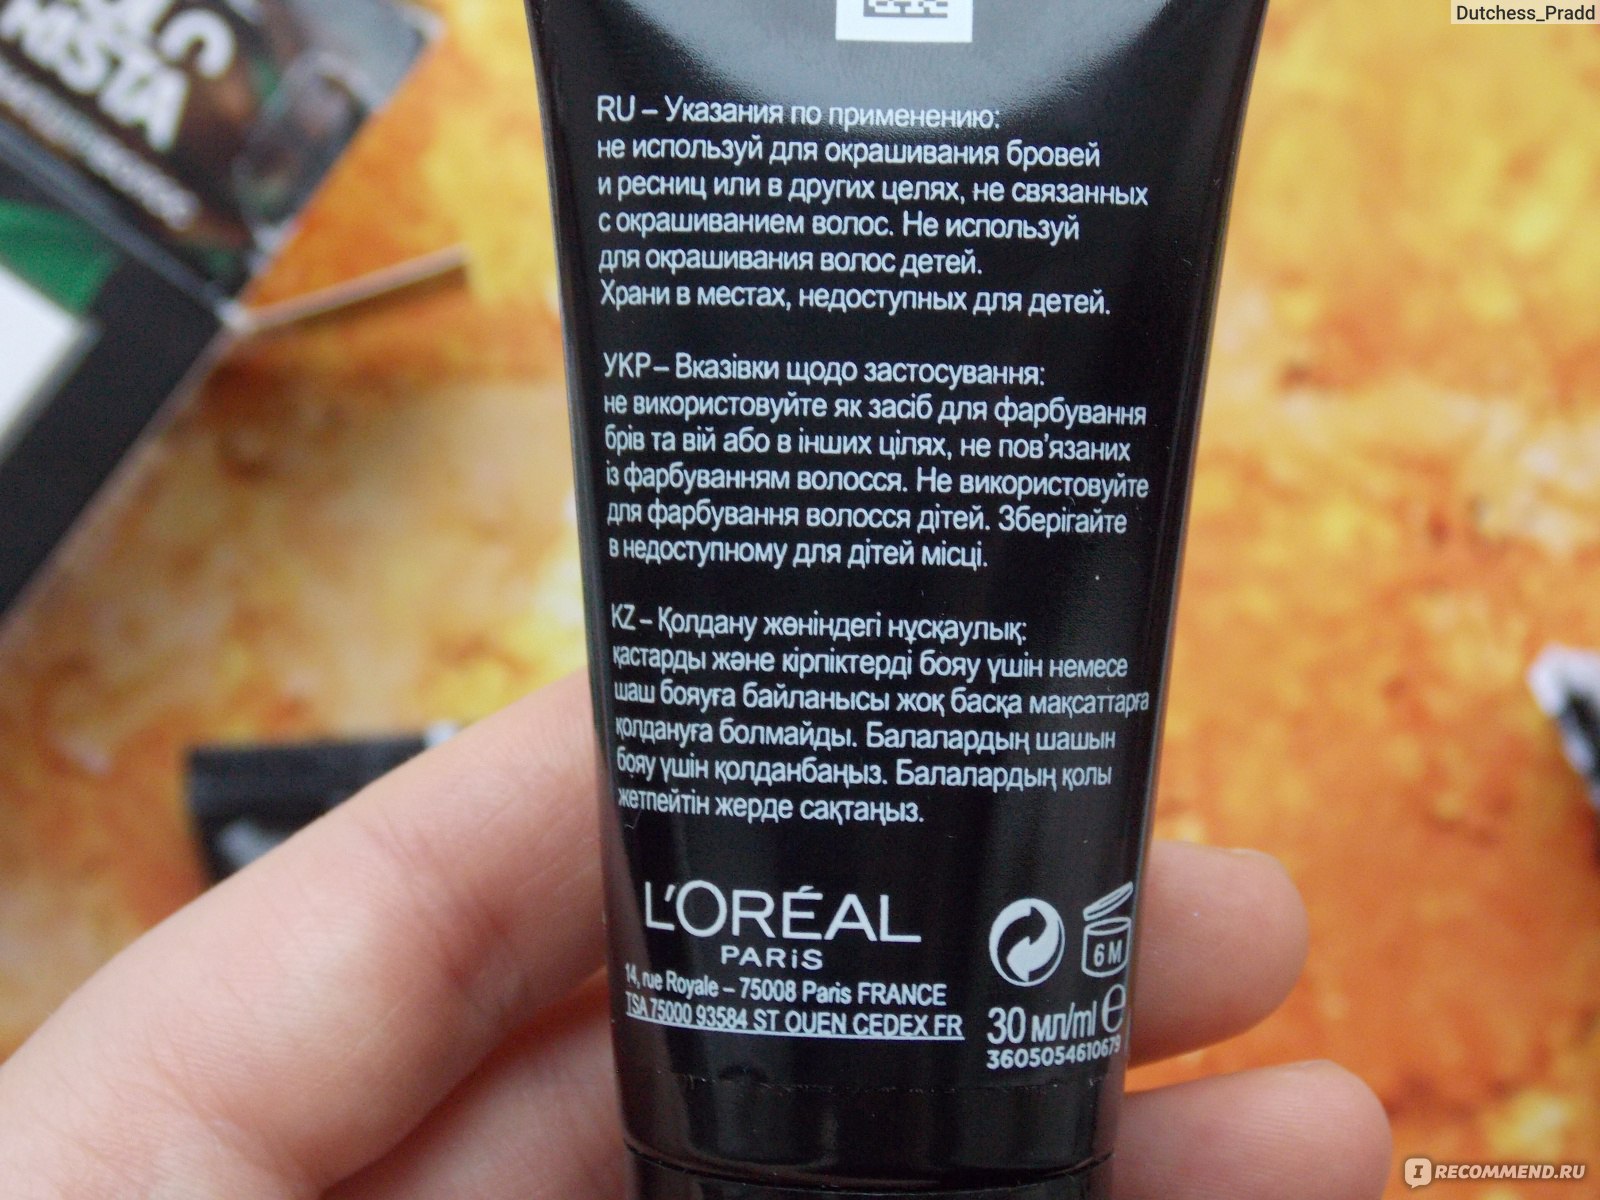 Dutchess_Pradd
RU – Указания по применению:
не используй для окрашивания бровей
и ресниц или в других целях, не связанных
с окрашиванием волос. Не используй
для окрашивания волос детей.
Храни в местах, недоступных для детей.
УКР – Вказівки щодо застосування:
не використовуйте як засіб для фарбування
брів та вій або в інших цілях, не пов'язаних
із фарбуванням волосся. Не використовуйте
для фарбування волосся дітей. Зберігайте
в недоступному для дітей місці.
KZ – Қолдану жөніндегі нұсқаулық:
қастарды және кірпіктерді бояу үшін немесе
шаш бояуға байланысы жоқ басқа мақсаттарға
қолдануға болмайды. Балалардың шашын
бояу үшін қолданбаңыз. Балалардың қолы
жетпейтін жерде сақтаңыз.
L'ORÉAL
PARiS
14, rue Royale – 75008 Paris FRANCE
TSA 75000 93584 ST OUEN CEDEX FR
6 M
30 мл/ml e
3605054610679
I RECOMMEND.RU